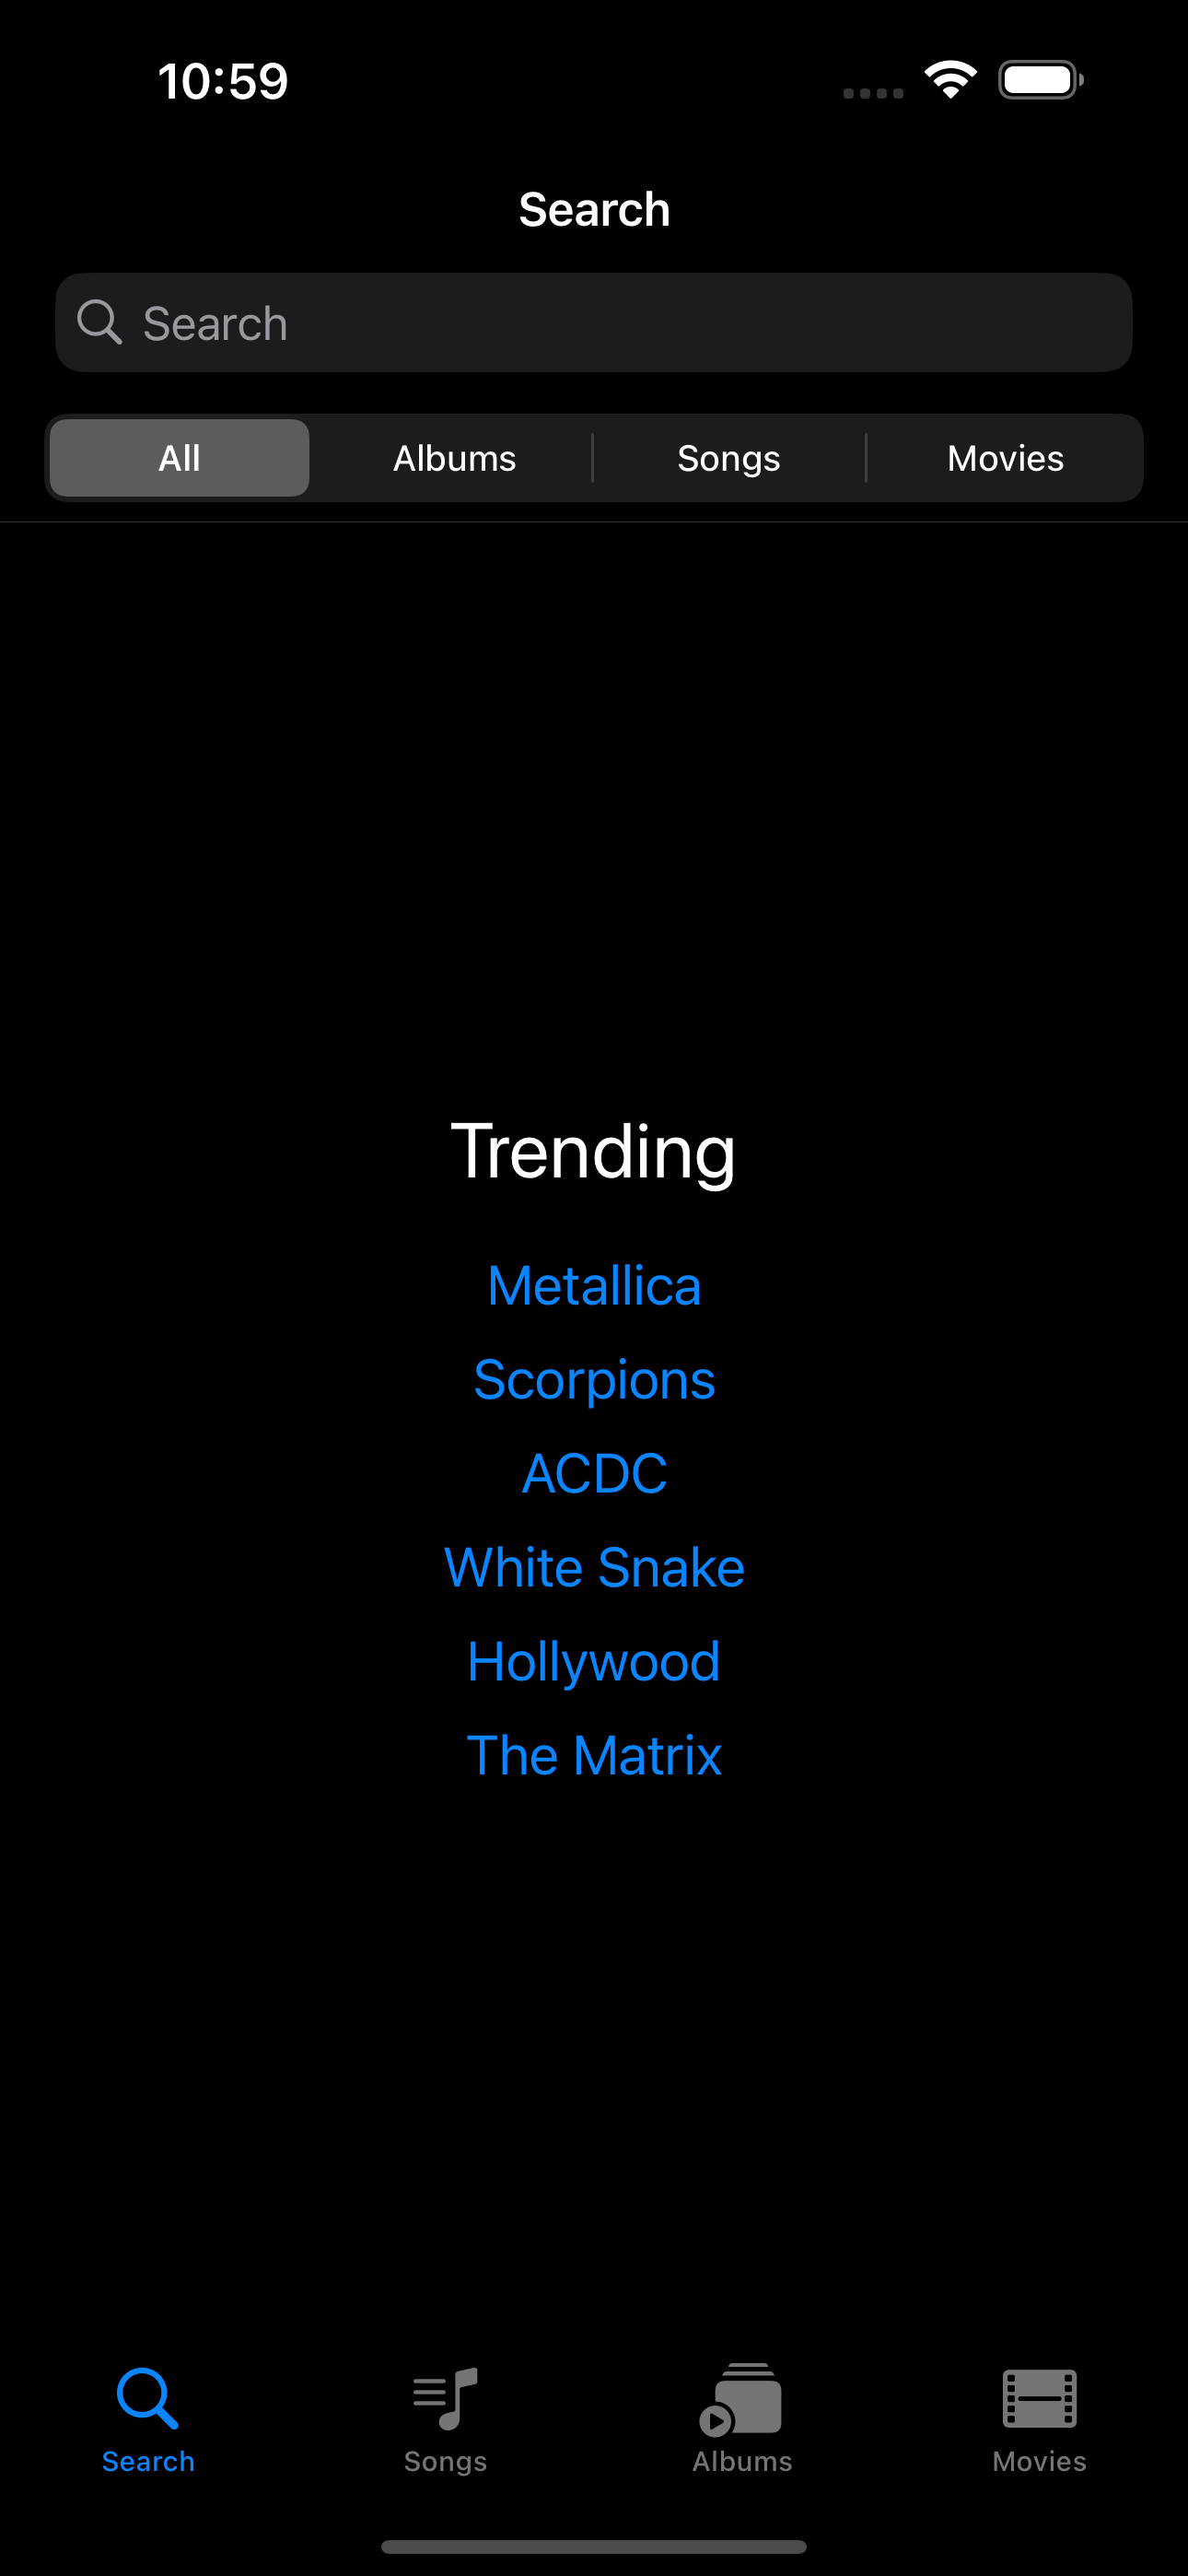 10:59
Search
Search
All Albums Songs Movies
Trending
Metallica
Scorpions
ACDC
White Snake
Hollywood
The Matrix
Search Songs Albums Movies